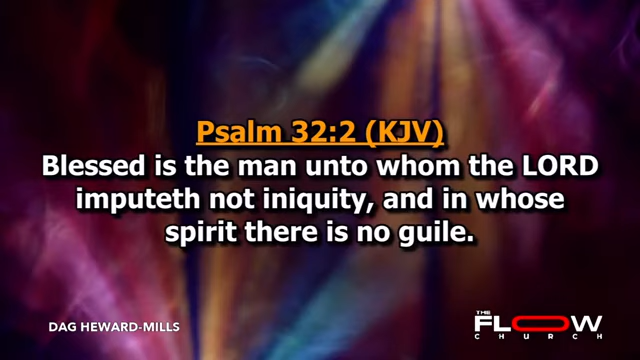 Psalm 32:2 (KJV)
Blessed is the man unto whom the LORD
imputeth not iniquity, and in whose
spirit there is no guile.
DAG HEWARD-MILLS
THE
FLOW
CHURCH